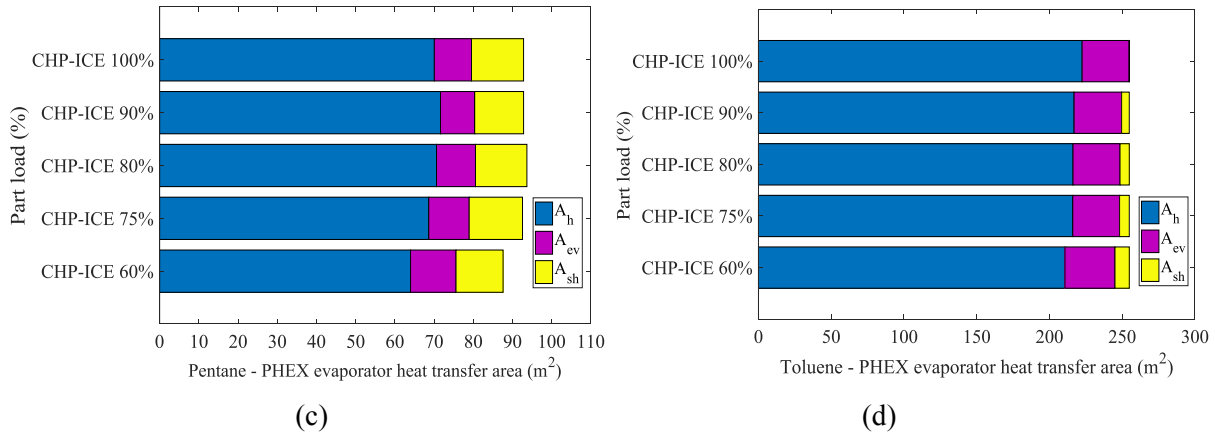 Part load (%)
CHP-ICE 100%
CHP-ICE 90%
CHP-ICE 80%
CHP-ICE 75%
CHP-ICE 60%
A_h
A_ev
A_sh
0 10 20 30 40 50 60 70 80 90 100 110
Pentane - PHEX evaporator heat transfer area (m²)
(c)
Part load (%)
CHP-ICE 100%
CHP-ICE 90%
CHP-ICE 80%
CHP-ICE 75%
CHP-ICE 60%
A_h
A_ev
A_sh
0 50 100 150 200 250 300
Toluene - PHEX evaporator heat transfer area (m²)
(d)